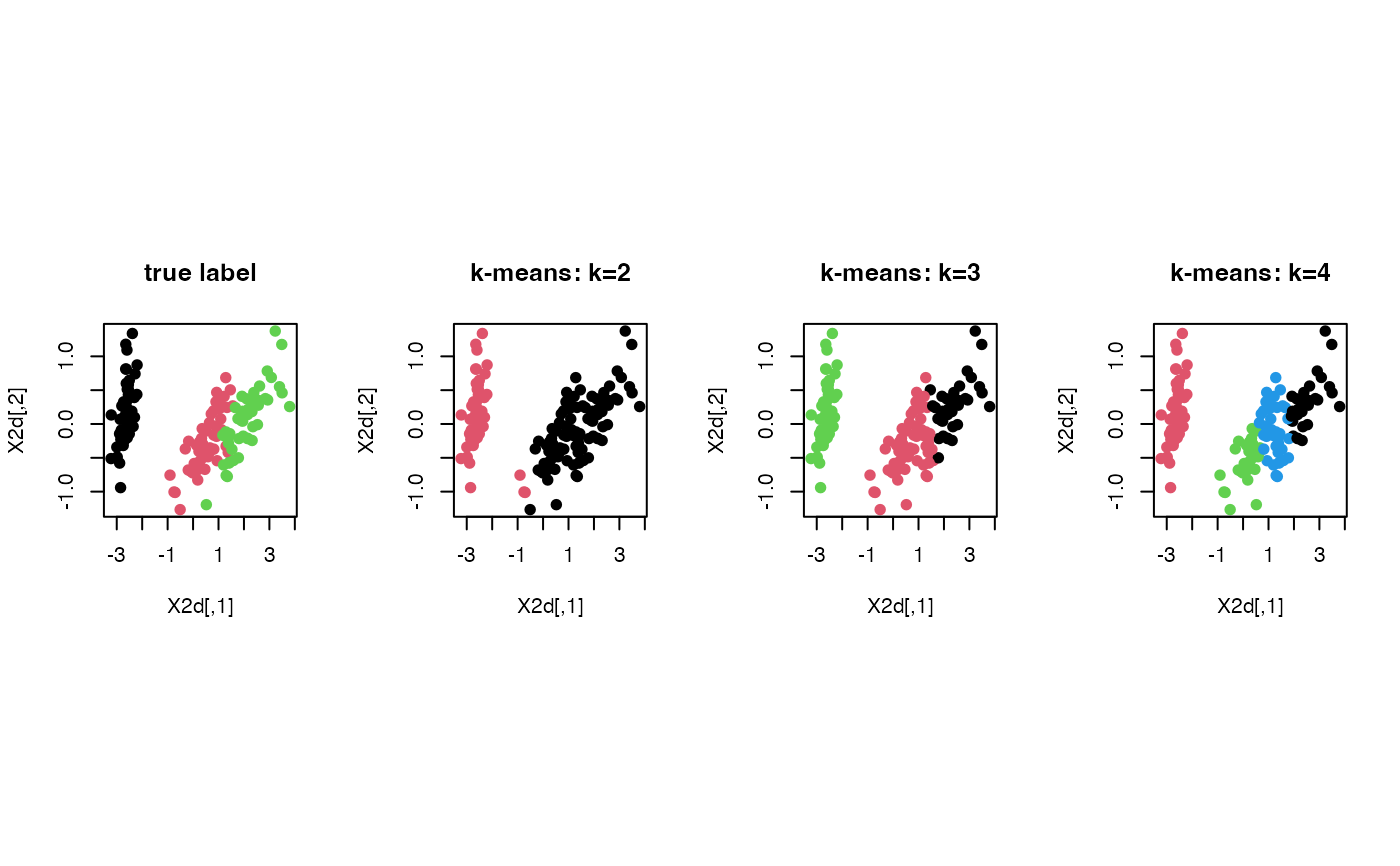 true label
X2d[,2]
1.0
0.0
-1.0
-3 -1 1 3
X2d[,1]
k-means: k=2
X2d[,2]
1.0
0.0
-1.0
-3 -1 1 3
X2d[,1]
k-means: k=3
X2d[,2]
1.0
0.0
-1.0
-3 -1 1 3
X2d[,1]
k-means: k=4
X2d[,2]
1.0
0.0
-1.0
-3 -1 1 3
X2d[,1]